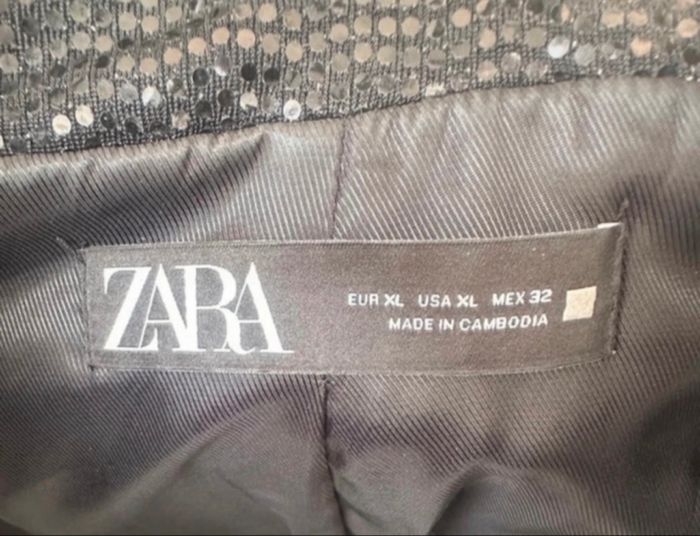 ZARA
EUR XL USA XL MEX 32
MADE IN CAMBODIA